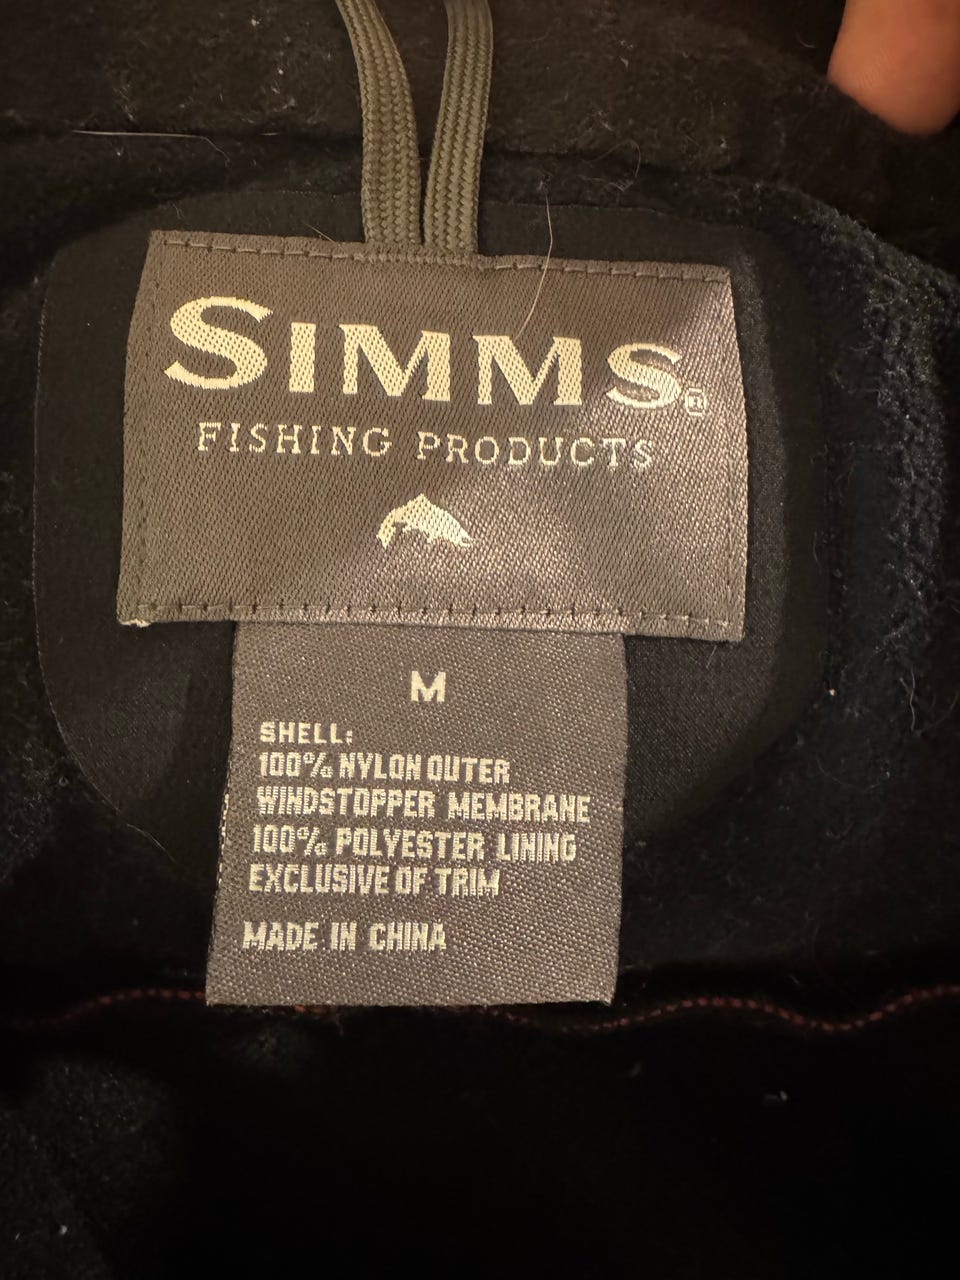 SIMMS®
FISHING PRODUCTS
M
SHELL:
100% NYLON OUTER
WINDSTOPPER MEMBRANE
100% POLYESTER LINING
EXCLUSIVE OF TRIM
MADE IN CHINA